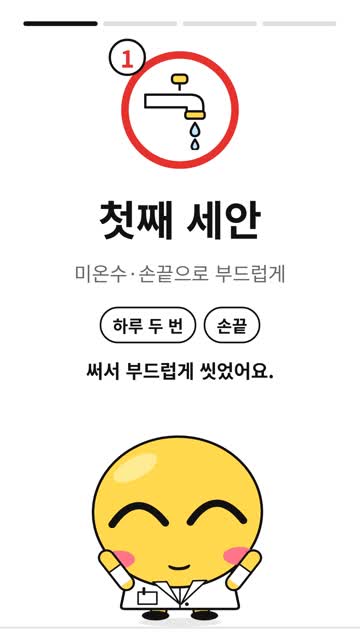 1
첫째 세안
미온수·손끝으로 부드럽게
하루 두 번 손끝
써서 부드럽게 씻었어요.